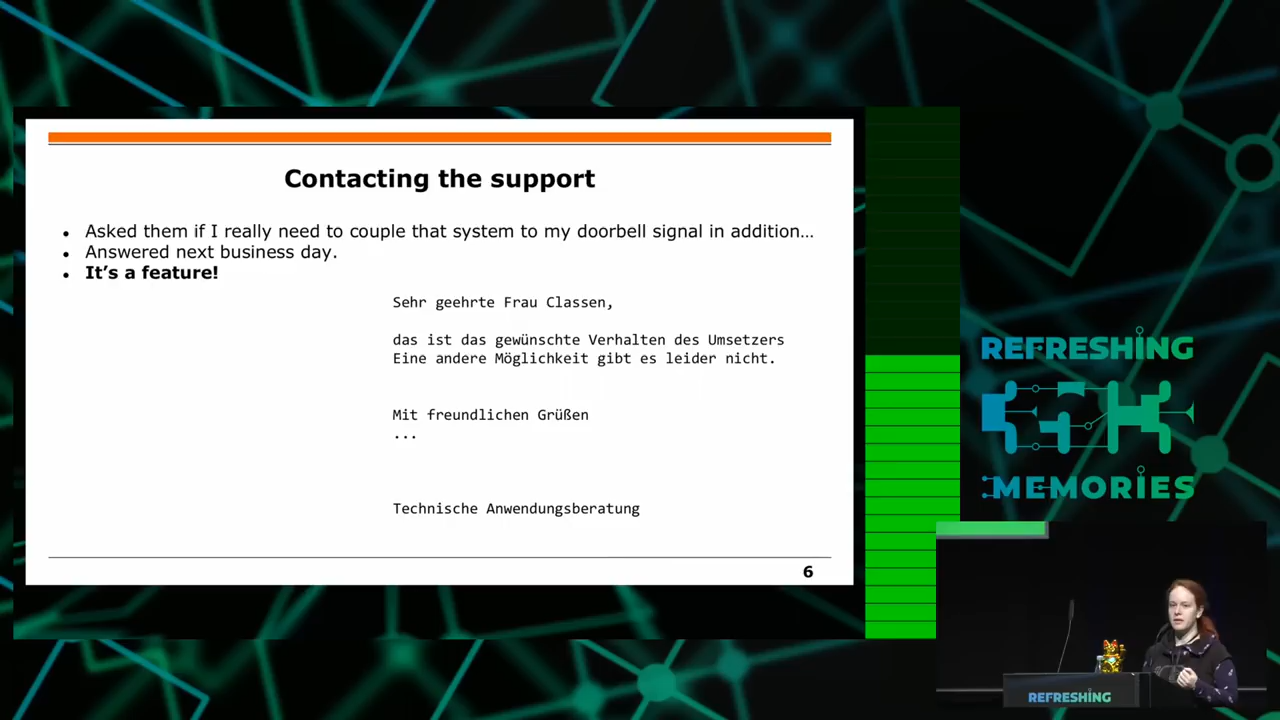 Contacting the support
• Asked them if I really need to couple that system to my doorbell signal in addition…
• Answered next business day.
• It’s a feature!
Sehr geehrte Frau Classen,
das ist das gewünschte Verhalten des Umsetzers
Eine andere Möglichkeit gibt es leider nicht.
Mit freundlichen Grüßen
...
Technische Anwendungsberatung
6
REFRESHING
MEMORIES
REFRESHING